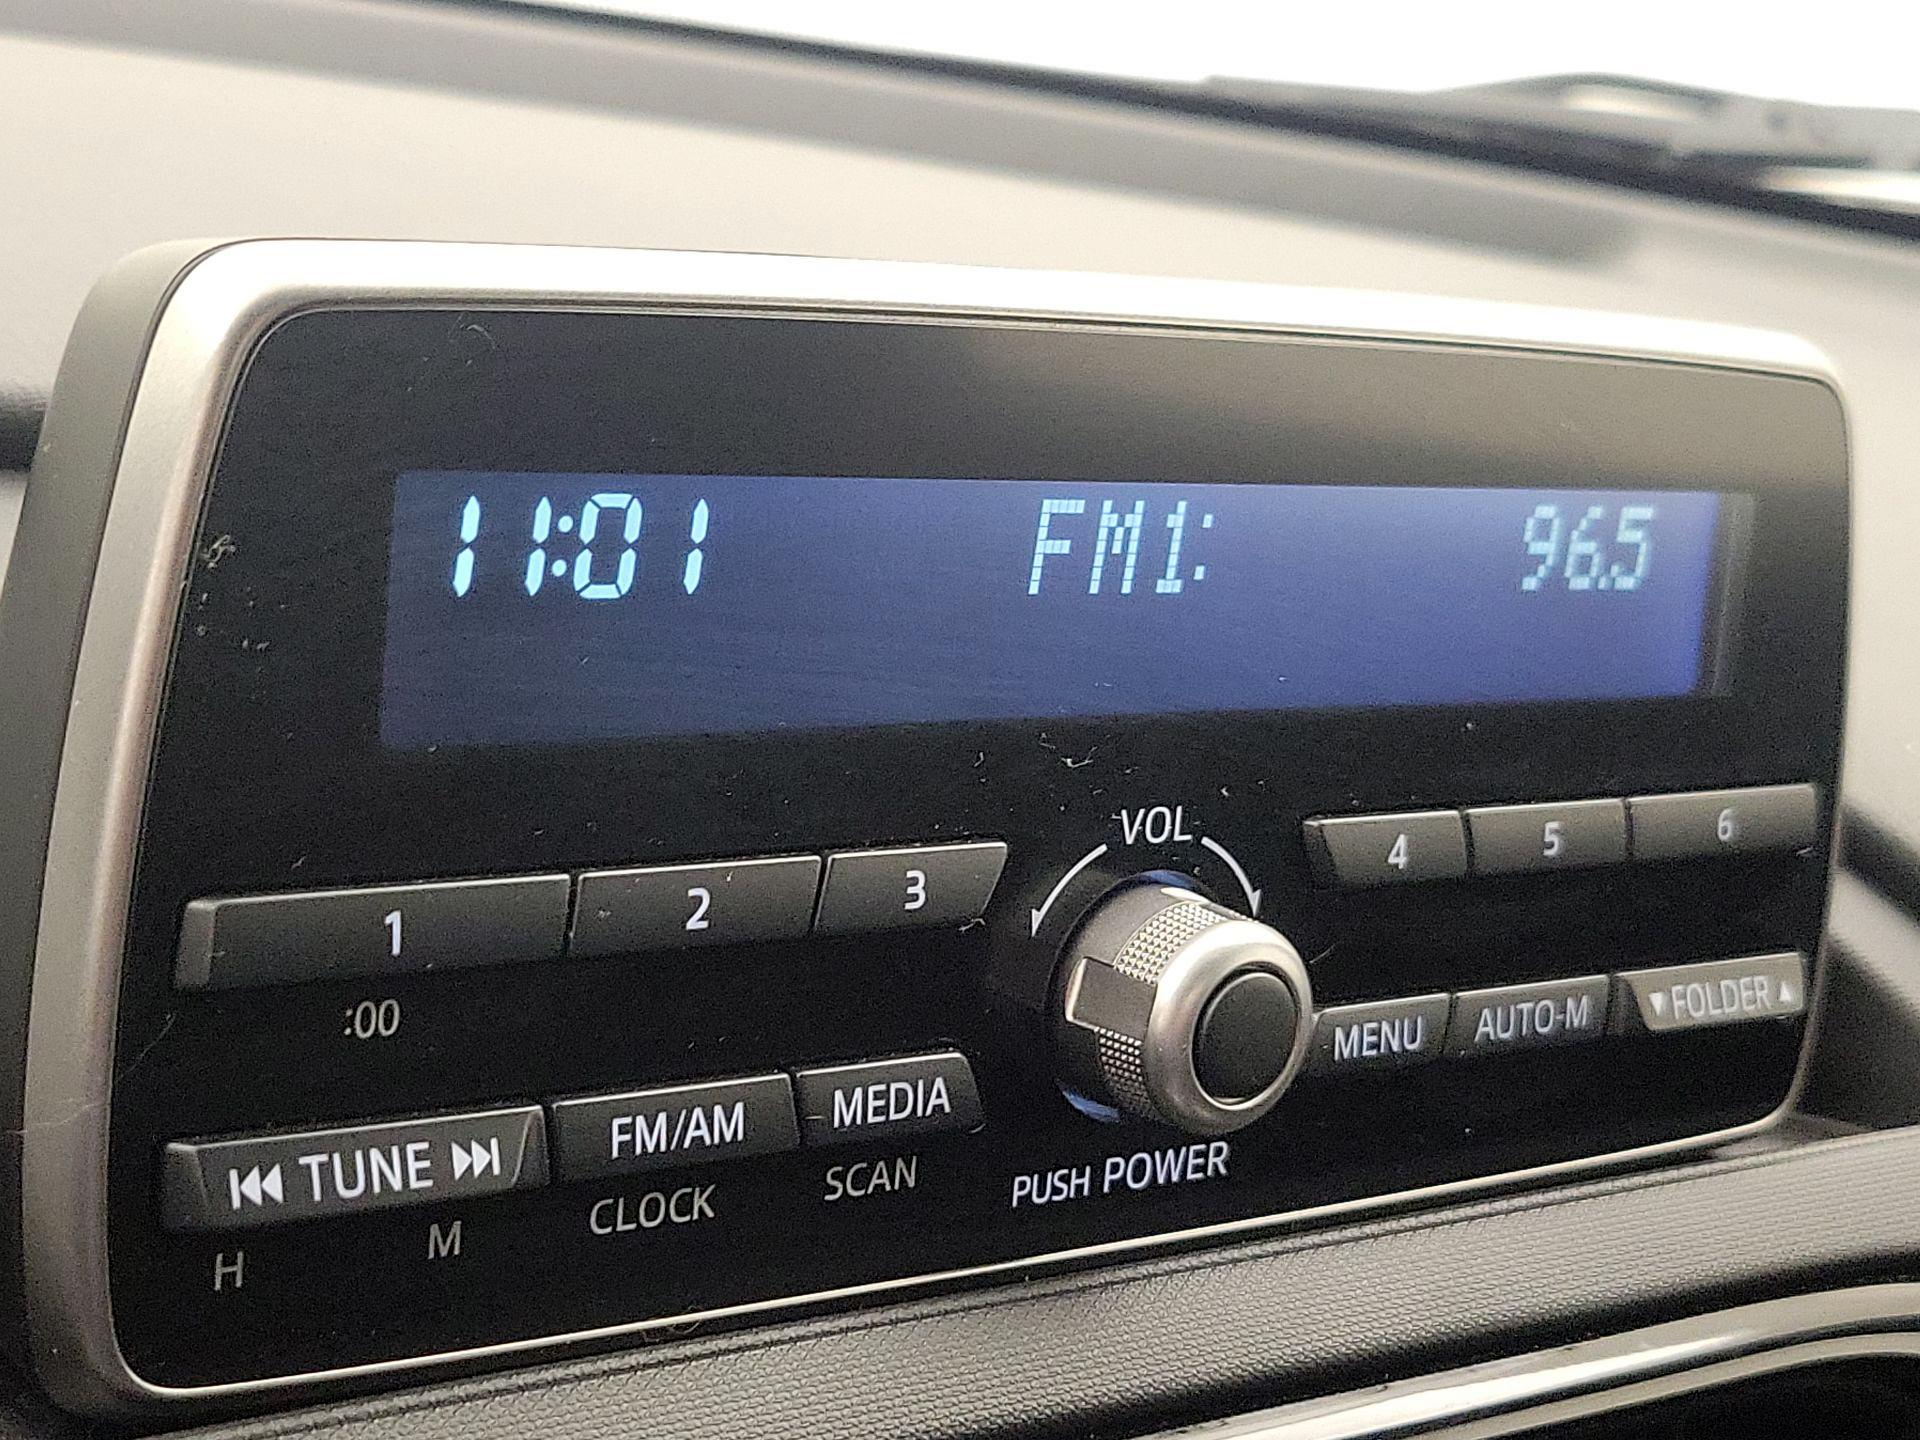 11:01 FM1: 96.5
VOL
1 2 3 4 5 6
:00
⏮ TUNE ⏭ FM/AM MEDIA MENU AUTO-M ▼ FOLDER ▲
H M CLOCK SCAN PUSH POWER